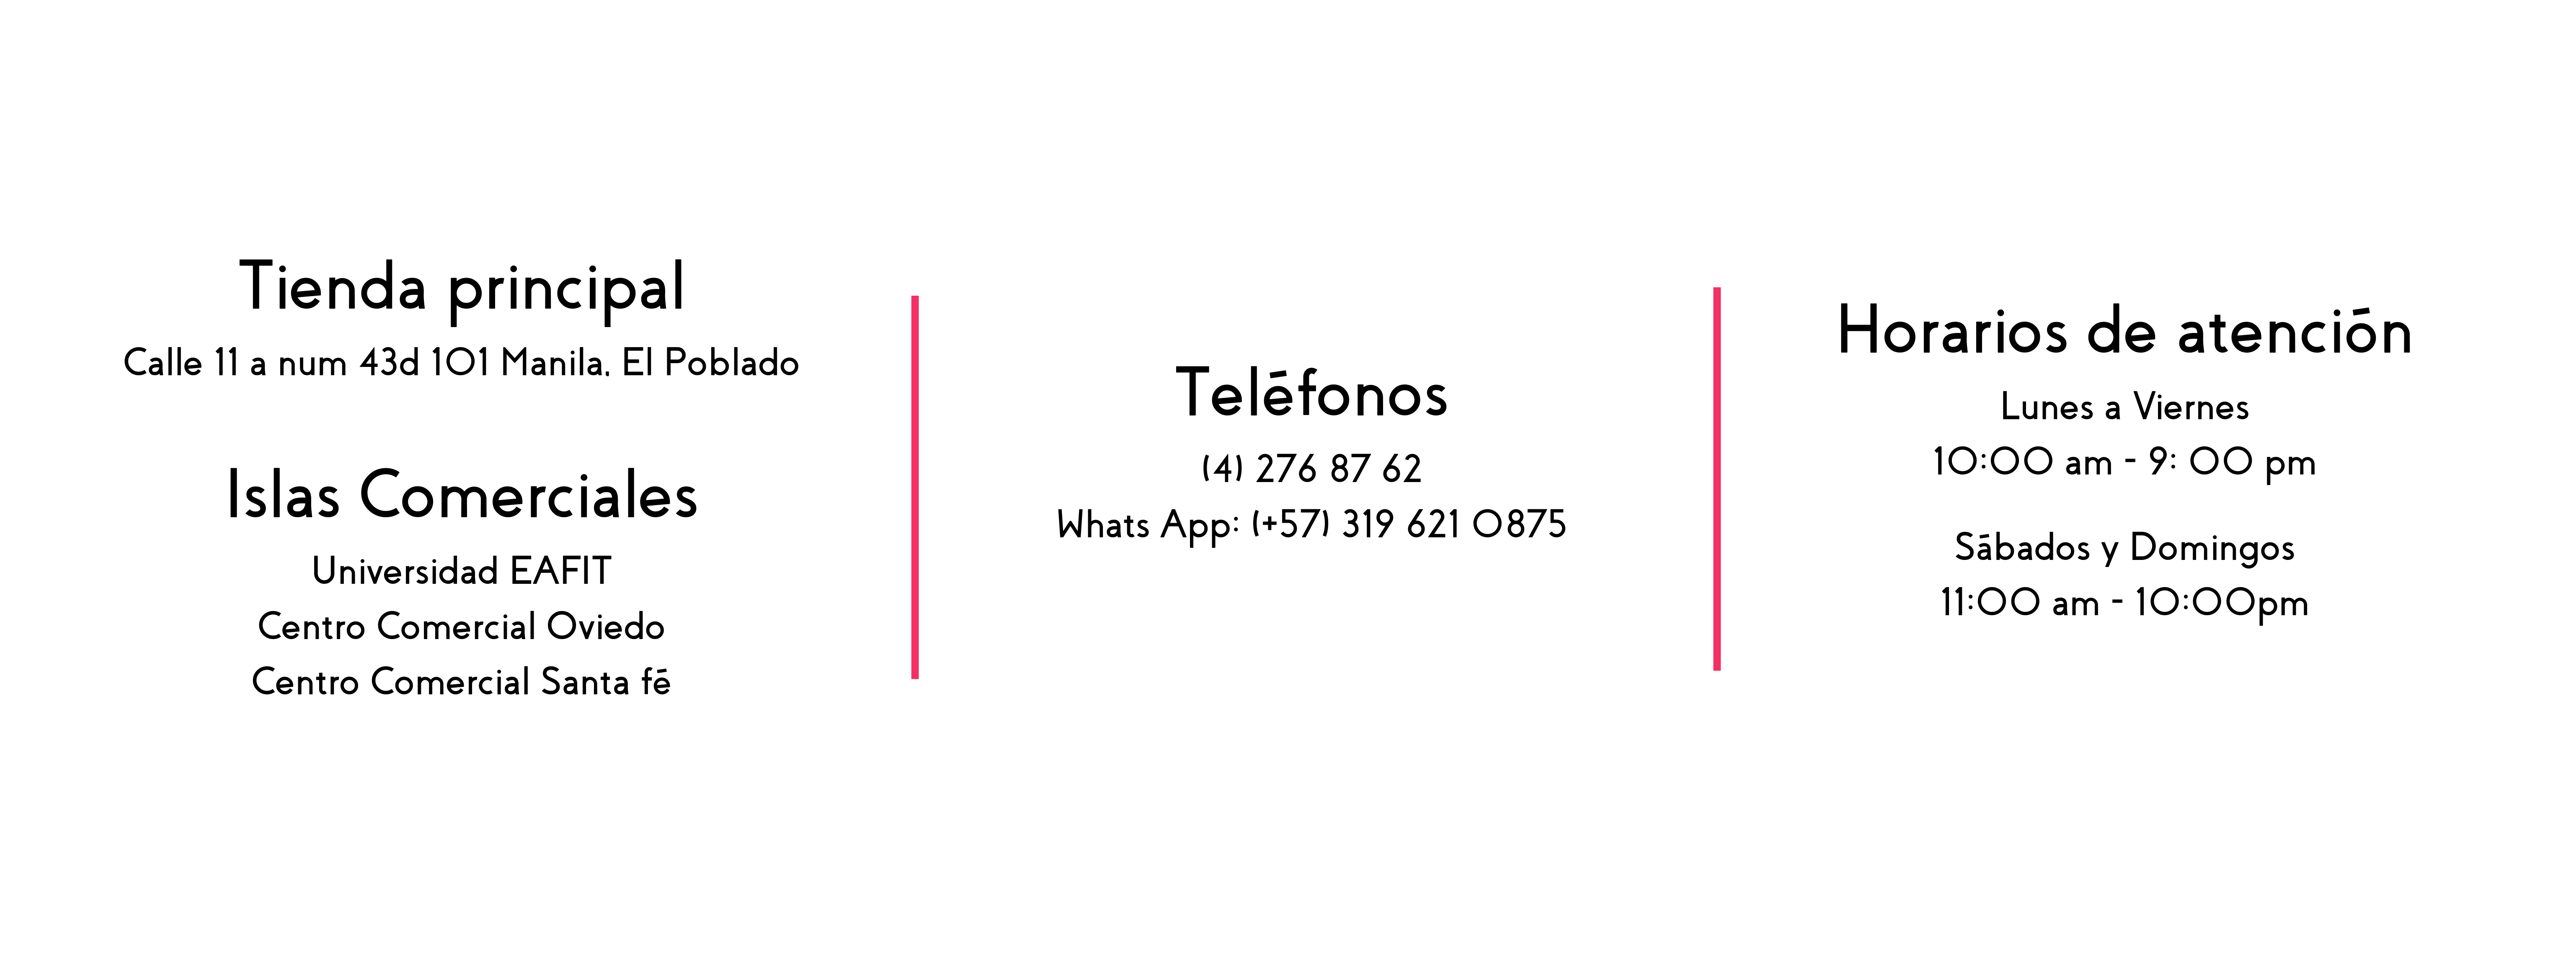 Tienda principal
Calle 11 a num 43d 101 Manila, El Poblado
Islas Comerciales
Universidad EAFIT
Centro Comercial Oviedo
Centro Comercial Santa fé
Teléfonos
(4) 276 87 62
Whats App: (+57) 319 621 0875
Horarios de atención
Lunes a Viernes
10:00 am - 9: 00 pm
Sábados y Domingos
11:00 am - 10:00pm